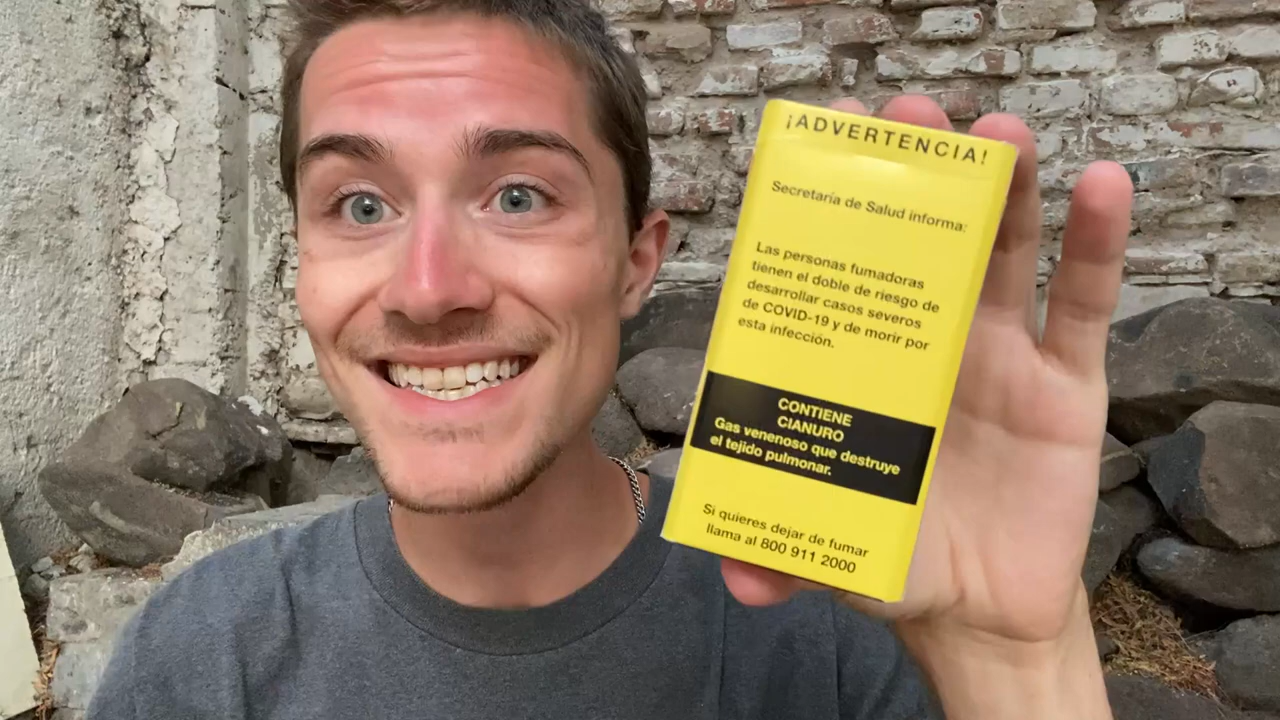 ¡ADVERTENCIA!
Secretaría de Salud informa:
Las personas fumadoras
tienen el doble de riesgo de
desarrollar casos severos
de COVID-19 y de morir por
esta infección.
CONTIENE
CIANURO
Gas venenoso que destruye
el tejido pulmonar.
Si quieres dejar de fumar
llama al 800 911 2000